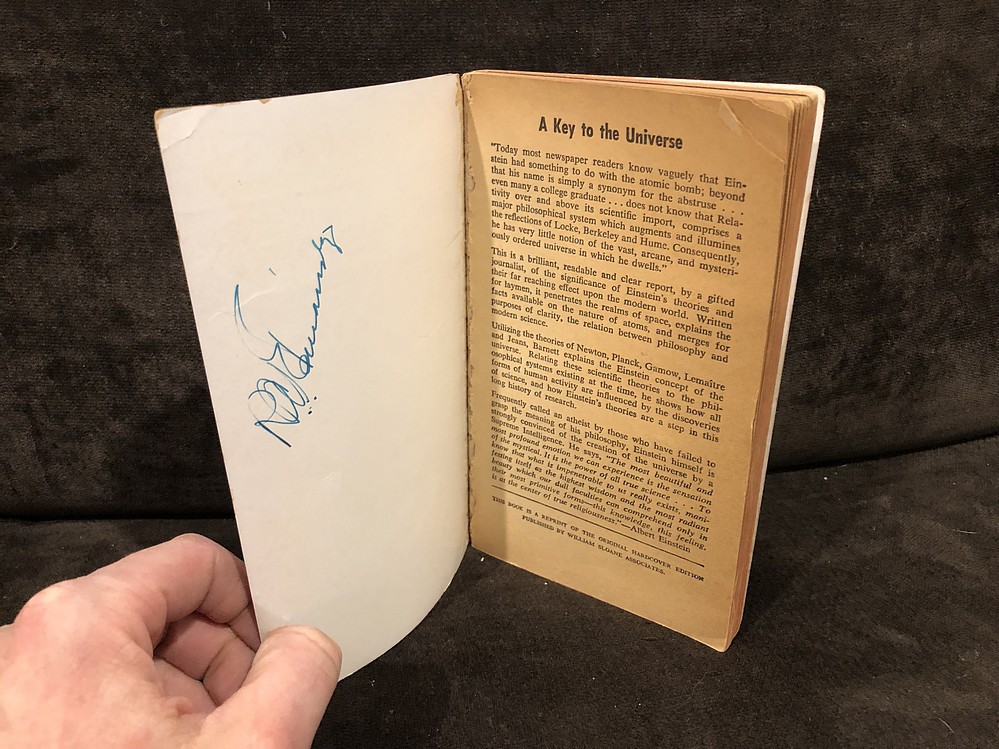 A Key to the Universe
"Today most newspaper readers know vaguely that Ein-
stein had something to do with the atomic bomb; beyond
that his name is simply a synonym for the abstruse . . .
even many a college graduate . . . does not know that Rela-
tivity over and above its scientific import, comprises a
major philosophical system which augments and illumines
the reflections of Locke, Berkeley and Hume. Consequently,
he has very little notion of the vast, arcane, and mysteri-
ously ordered universe in which he dwells."
This is a brilliant, readable and clear report, by a gifted
journalist, of the significance of Einstein's theories and
their far reaching effect upon the modern world. Written
for laymen, it penetrates the realms of space, explains the
facts available on the nature of atoms, and merges for
purposes of clarity, the relation between philosophy and
modern science.
Utilizing the theories of Newton, Planck, Gamow, Lemaître
and Jeans, Barnett explains the Einstein concept of the
universe. Relating these scientific theories to the phil-
osophical systems existing at the time, he shows how all
forms of human activity are influenced by the discoveries
of science, and how Einstein's theories are a step in this
long history of research.
Frequently called an atheist by those who have failed to
grasp the meaning of his philosophy, Einstein himself is
strongly convinced of the creation of the universe by a
Supreme Intelligence. He says, "The most beautiful and
most profound emotion we can experience is the sensation
of the mystical. It is the power of all true science . . . . To
know that what is impenetrable to us really exists, mani-
festing itself as the highest wisdom and the most radiant
beauty which our dull faculties can comprehend only in
their most primitive forms—this knowledge, this feeling,
is at the center of true religiousness."—Albert Einstein
THIS BOOK IS A REPRINT OF THE ORIGINAL HARDCOVER EDITION
PUBLISHED BY WILLIAM SLOANE ASSOCIATES.